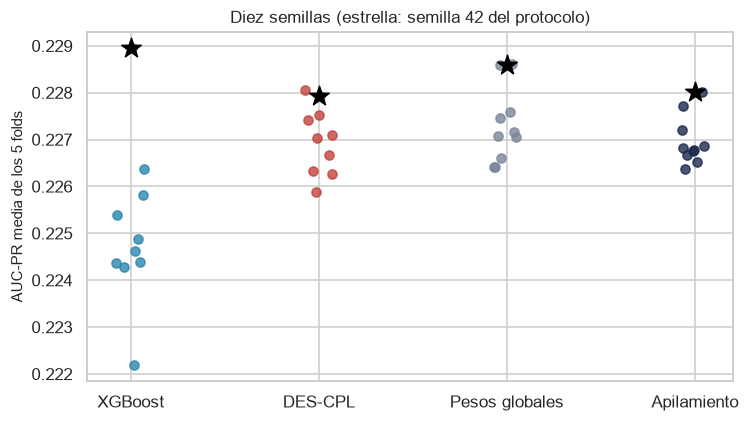 Diez semillas (estrella: semilla 42 del protocolo)
AUC-PR media de los 5 folds
0.229
0.228
0.227
0.226
0.225
0.224
0.223
0.222
XGBoost
DES-CPL
Pesos globales
Apilamiento